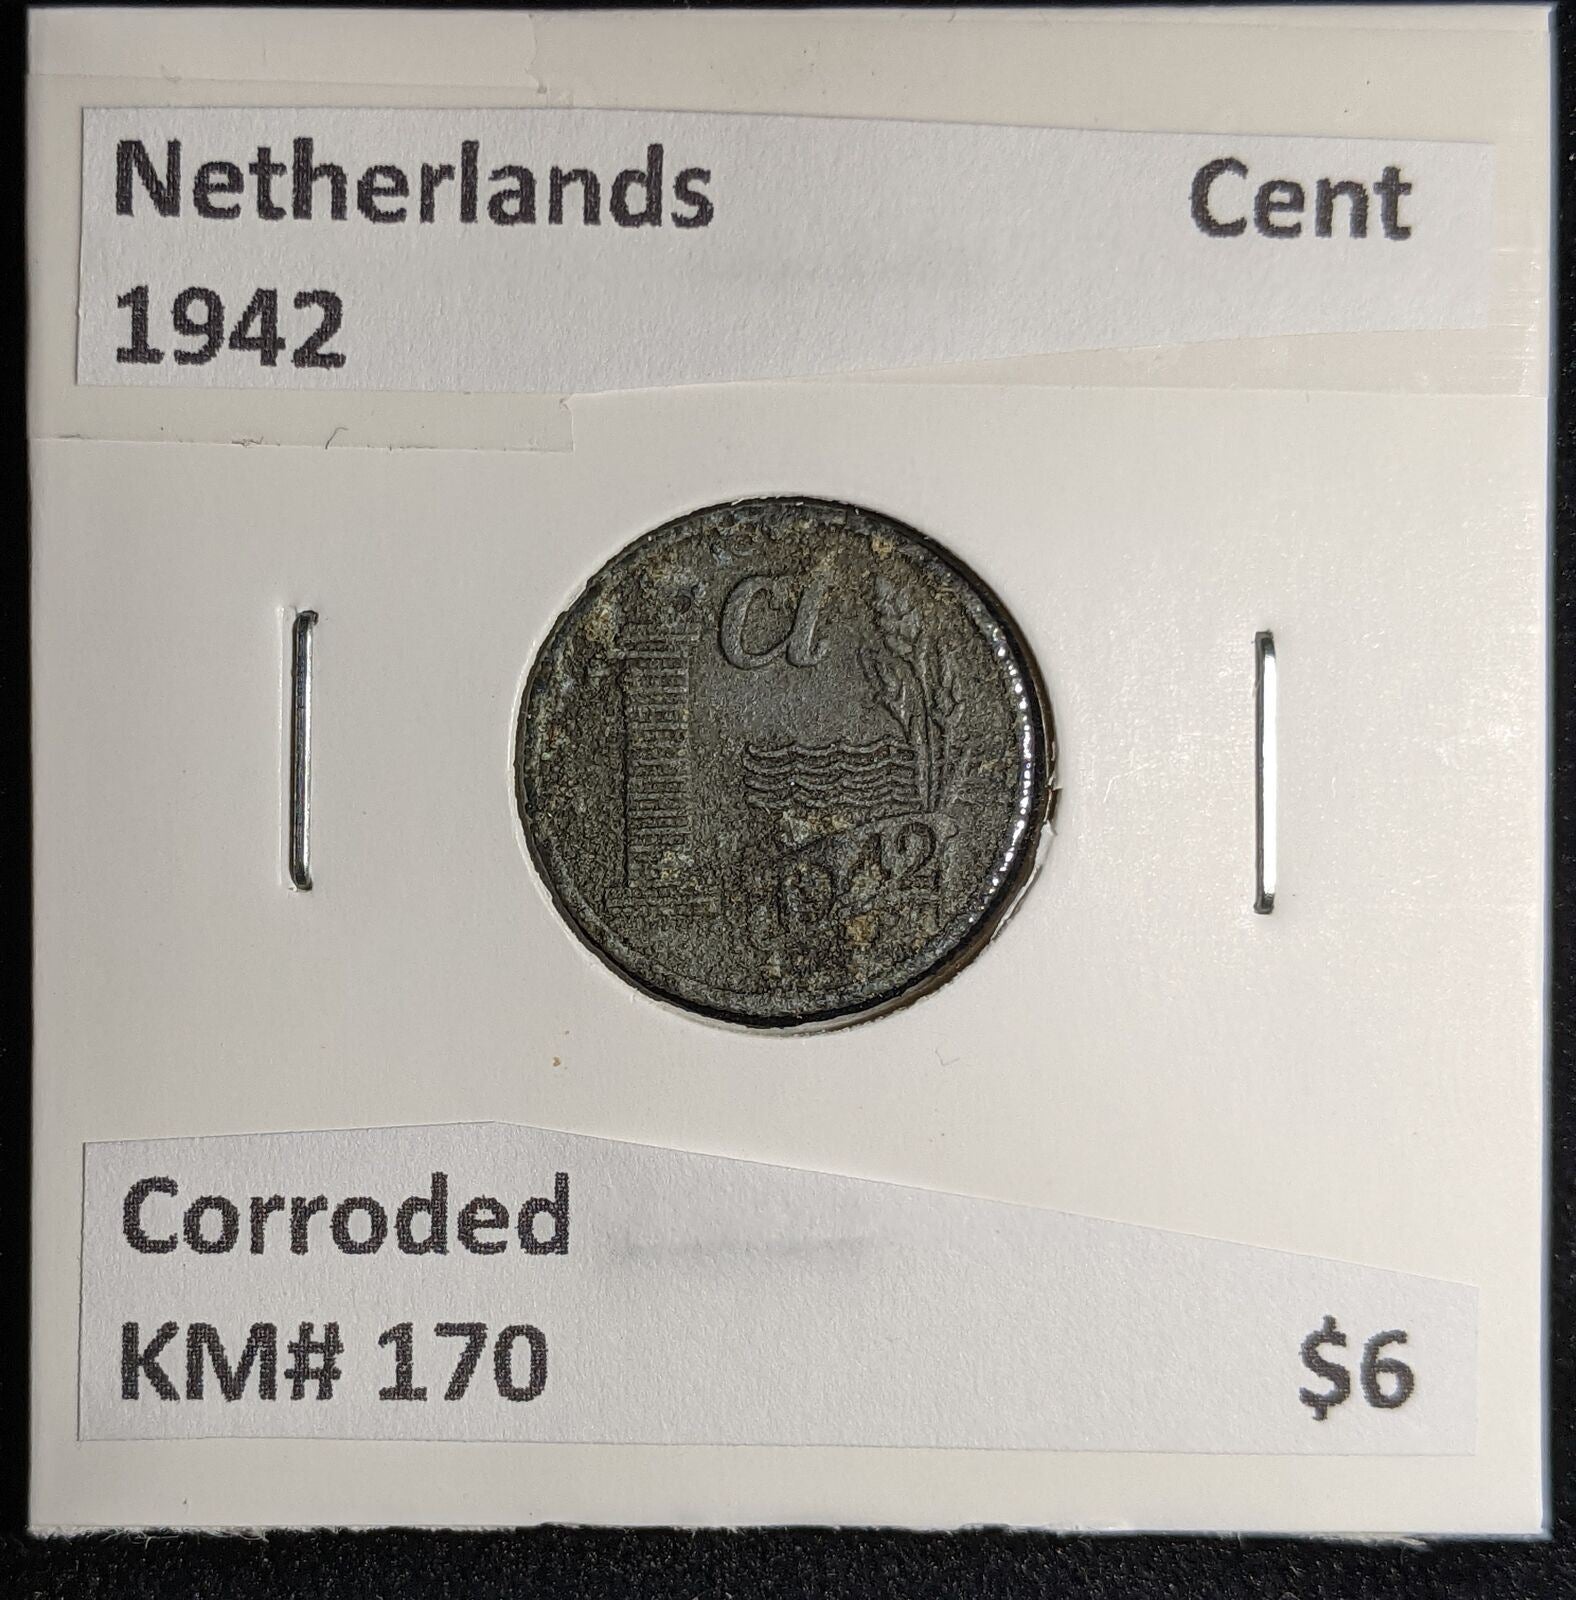 Netherlands Cent
1942
1 ct
1942
Corroded
KM# 170 $6